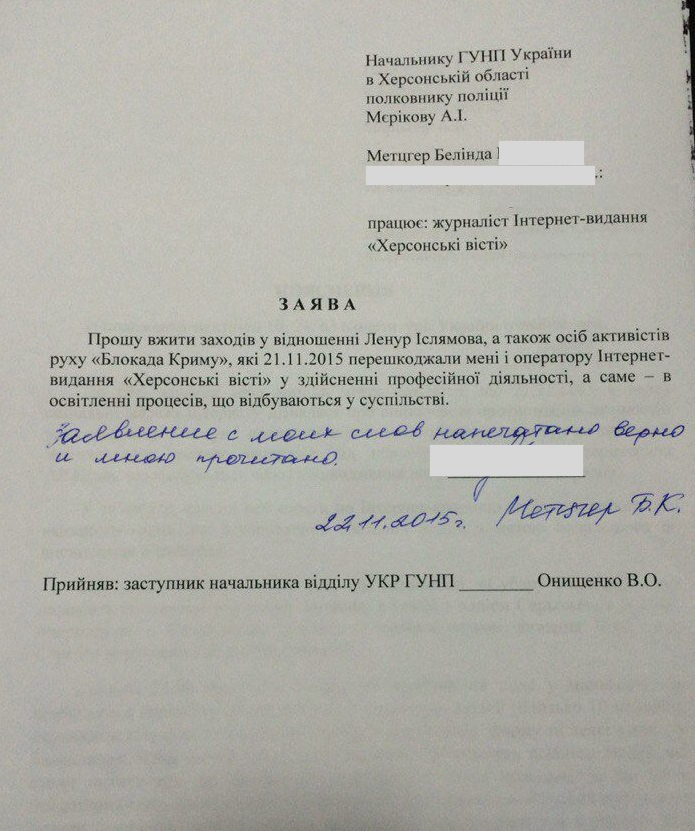 Начальнику ГУНП України
в Херсонській області
полковнику поліції
Мєрікову А.І.
Метцгер Белінда
працює: журналіст Інтернет-видання
«Херсонські вісті»
З А Я В А
Прошу вжити заходів у відношенні Ленур Іслямова, а також осіб активістів
руху «Блокада Криму», які 21.11.2015 перешкоджали мені і оператору Інтернет-
видання «Херсонські вісті» у здійсненні професійної діяльності, а саме – в
освітленні процесів, що відбуваються у суспільстві.
Заявление с моих слов напечатано верно
и мною прочитано.
22.11.2015г. Метцгер Б.К.
Прийняв: заступник начальника відділу УКР ГУНП ________ Онищенко В.О.